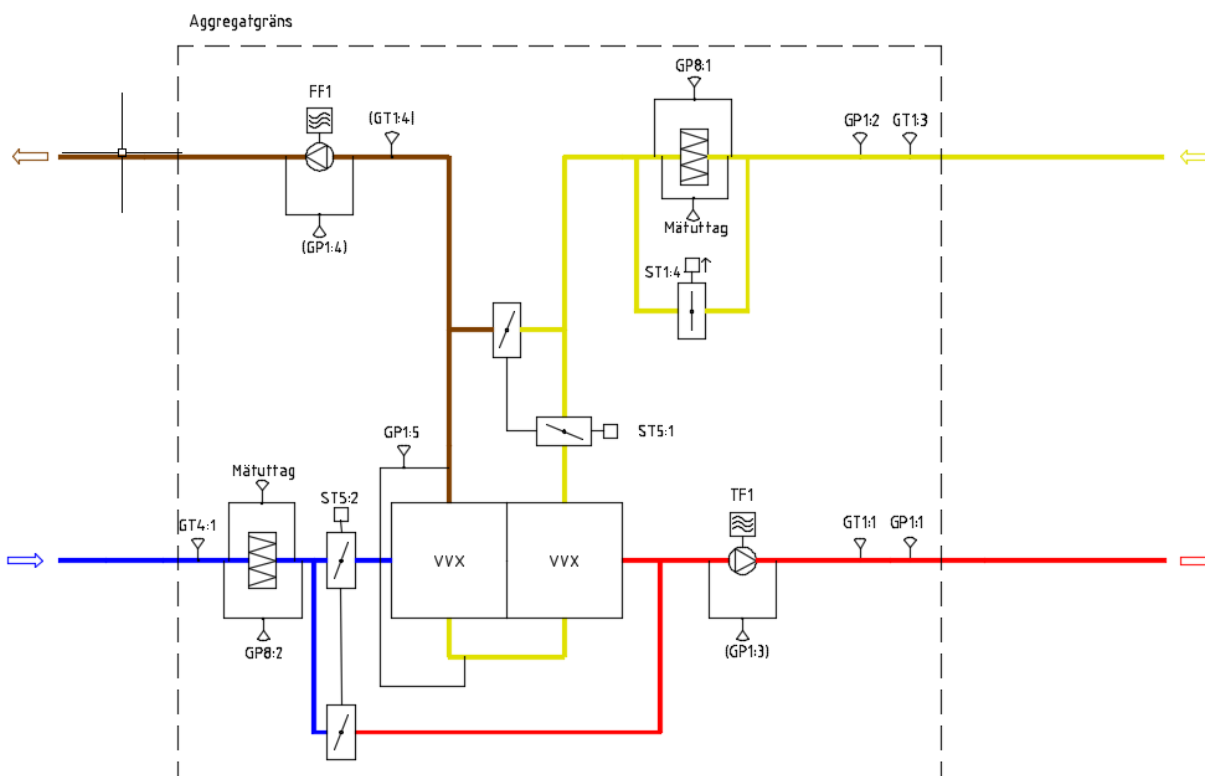 Aggregatgräns
FF1
(GT1:4)
(GP1:4)
GP8:1
GP1:2
GT1:3
Mätuttag
ST1:4
ST5:1
GP1:5
Mätuttag
ST5:2
GT4:1
GP8:2
VVX
VVX
TF1
GT1:1
GP1:1
(GP1:3)